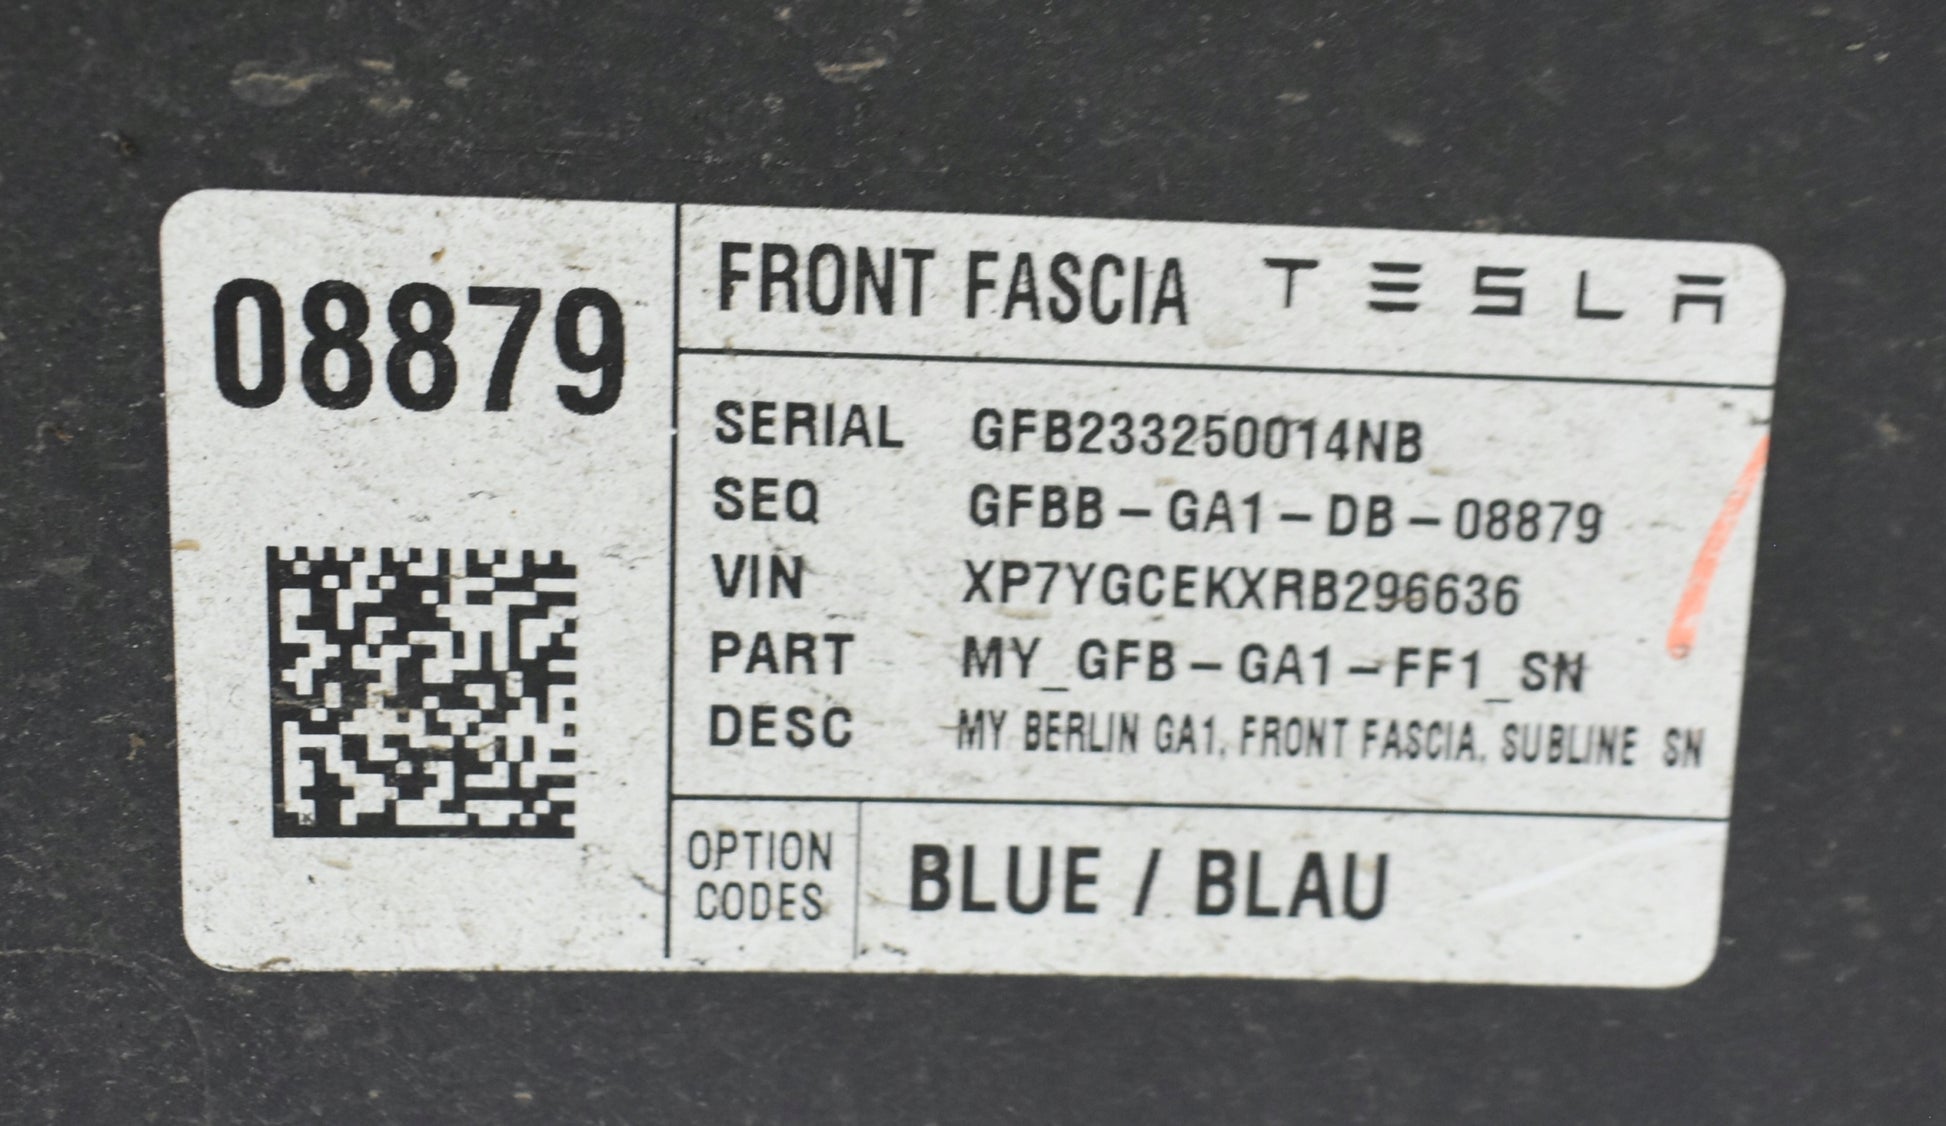 08879
FRONT FASCIA TESLA
SERIAL GFB233250014NB
SEQ GFBB-GA1-DB-08879
VIN XP7YGCEKXRB296636
PART MY_GFB-GA1-FF1_SN
DESC MY BERLIN GA1, FRONT FASCIA, SUBLINE SN
OPTION CODES BLUE / BLAU